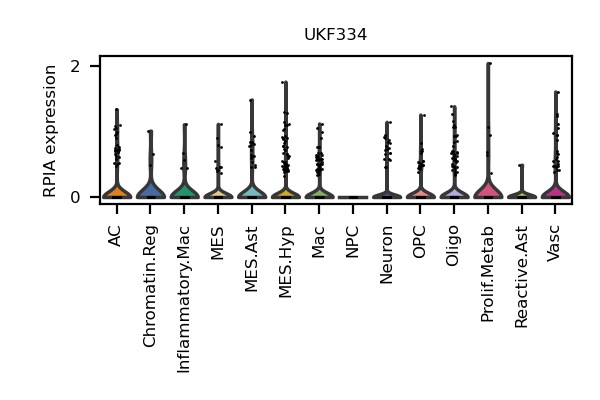 UKF334
RPIA expression
2
0
AC
Chromatin.Reg
Inflammatory.Mac
MES
MES.Ast
MES.Hyp
Mac
NPC
Neuron
OPC
Oligo
Prolif.Metab
Reactive.Ast
Vasc